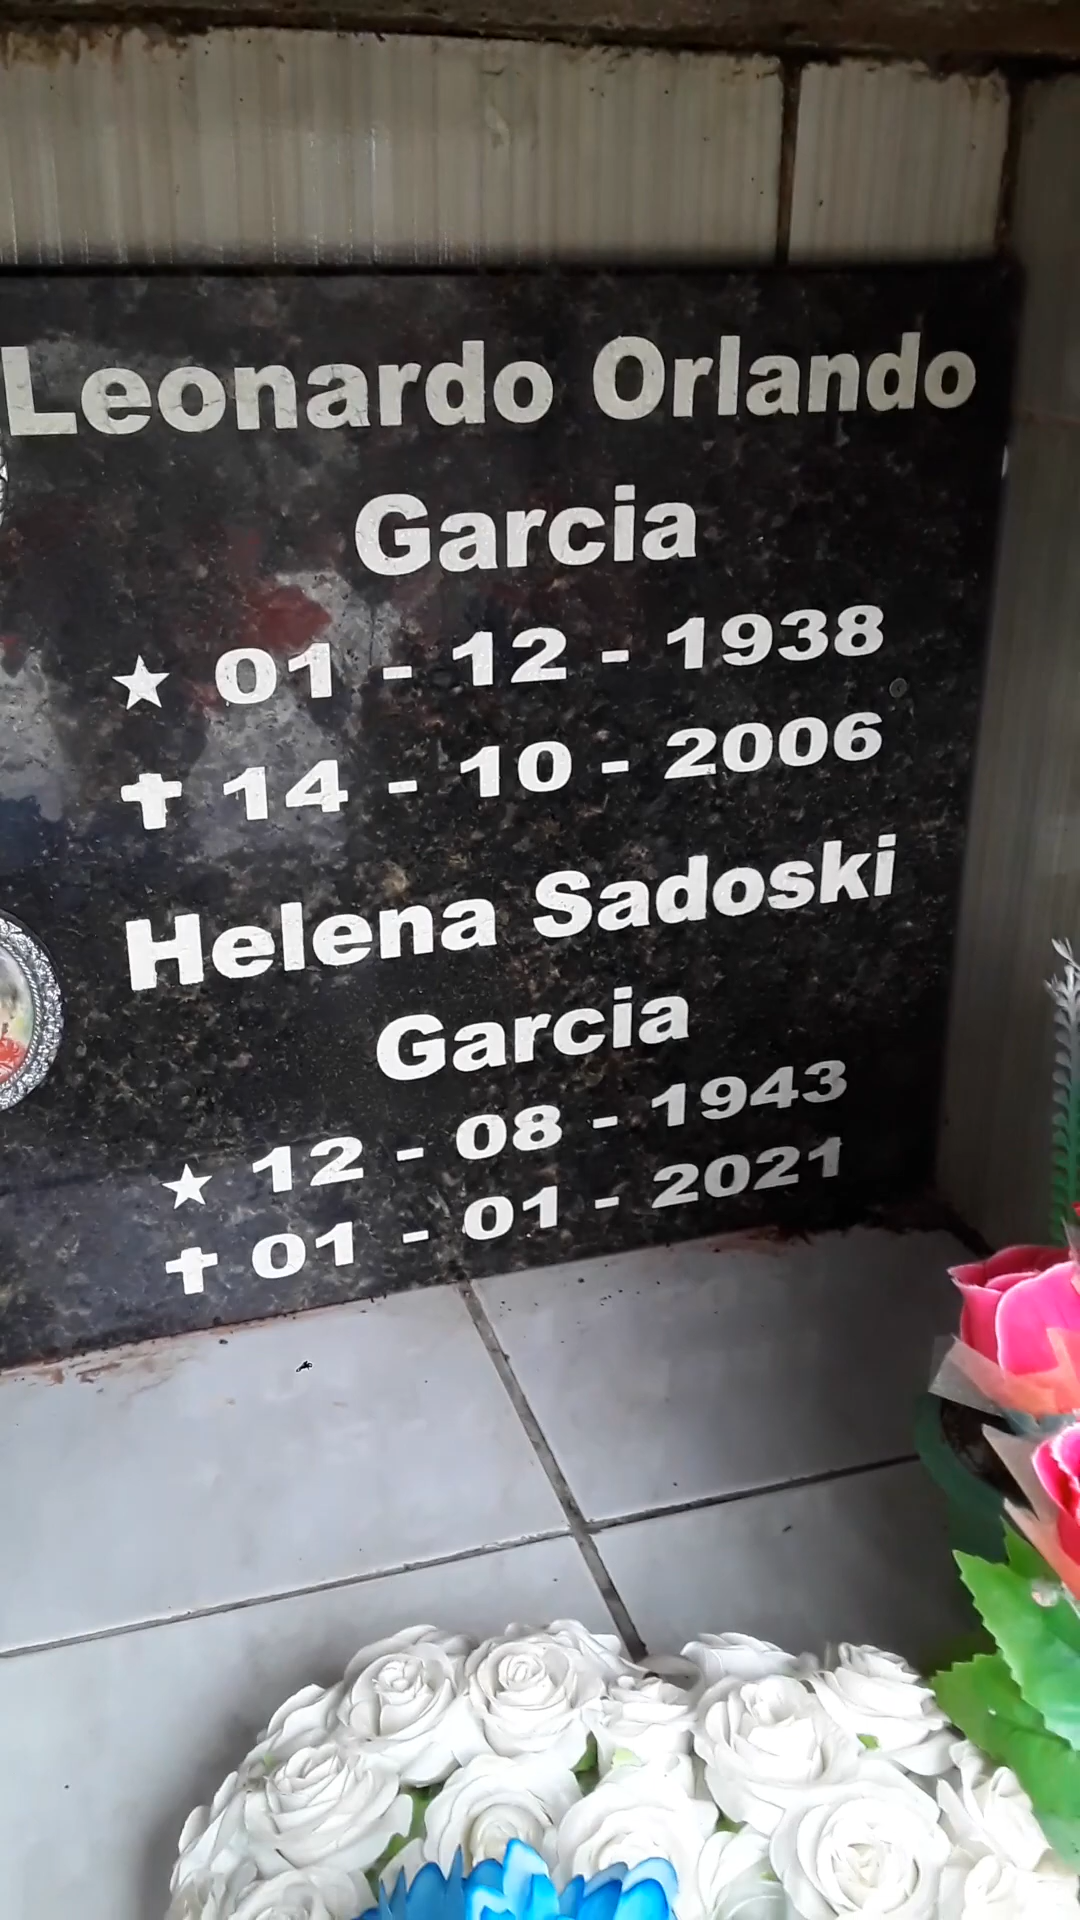 Leonardo Orlando
Garcia
★ 01 - 12 - 1938
✝ 14 - 10 - 2006
Helena Sadoski
Garcia
★ 12 - 08 - 1943
✝ 01 - 01 - 2021